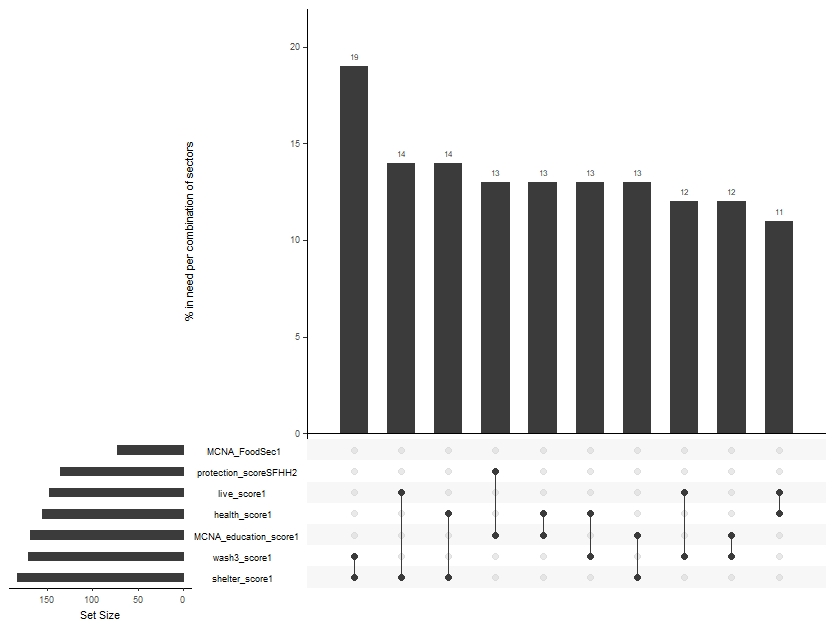 20
15
10
5
0
% in need per combination of sectors
19
14
14
13
13
13
13
12
12
11
MCNA_FoodSec1
protection_scoreSFHH2
live_score1
health_score1
MCNA_education_score1
wash3_score1
shelter_score1
150 100 50 0
Set Size